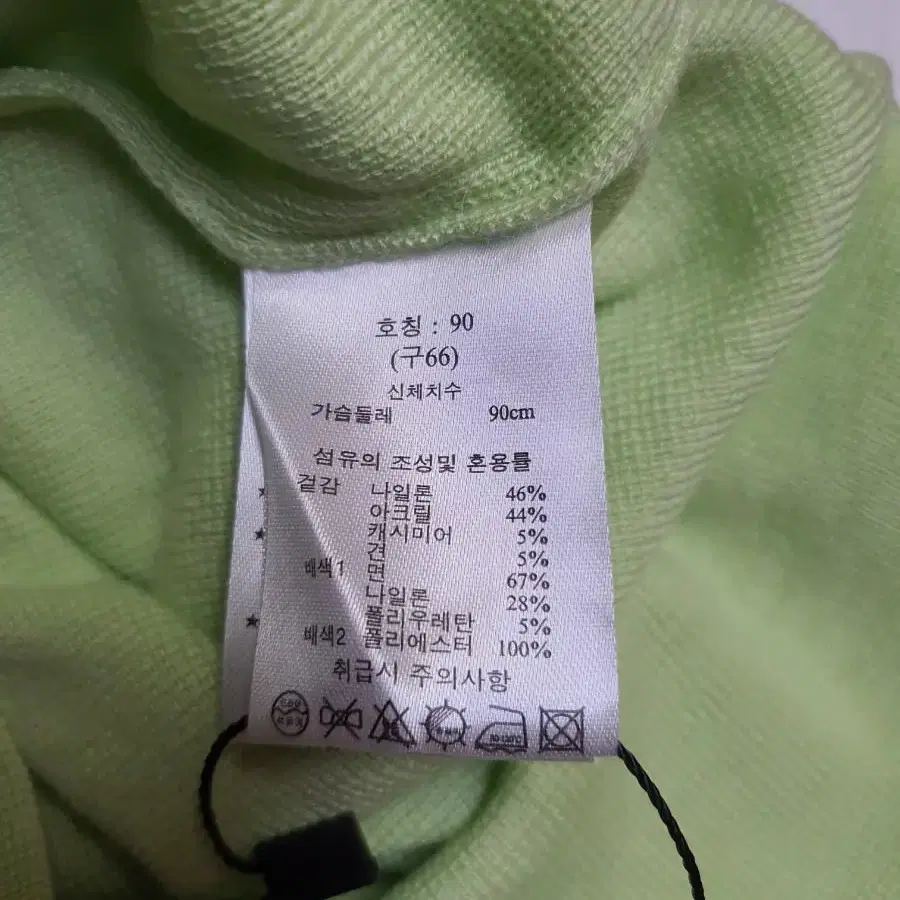 호칭 : 90
(구66)
신체치수
가슴둘레 90cm
섬유의 조성및 혼용률
겉감 나일론 46%
아크릴 44%
캐시미어 5%
견 5%
배색1 면 67%
나일론 28%
폴리우레탄 5%
배색2 폴리에스터 100%
취급시 주의사항